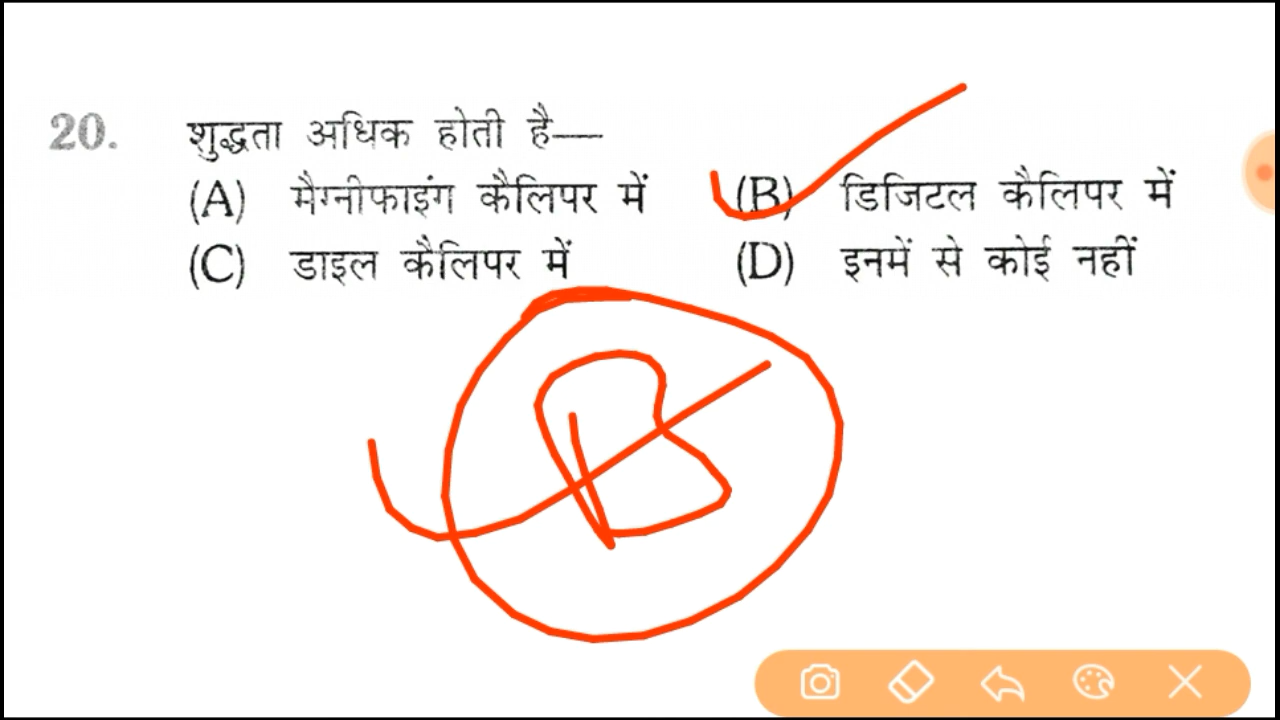 20. शुद्धता अधिक होती है—
(A) मैग्नीफाइंग कैलिपर में (B) डिजिटल कैलिपर में
(C) डाइल कैलिपर में (D) इनमें से कोई नहीं
B